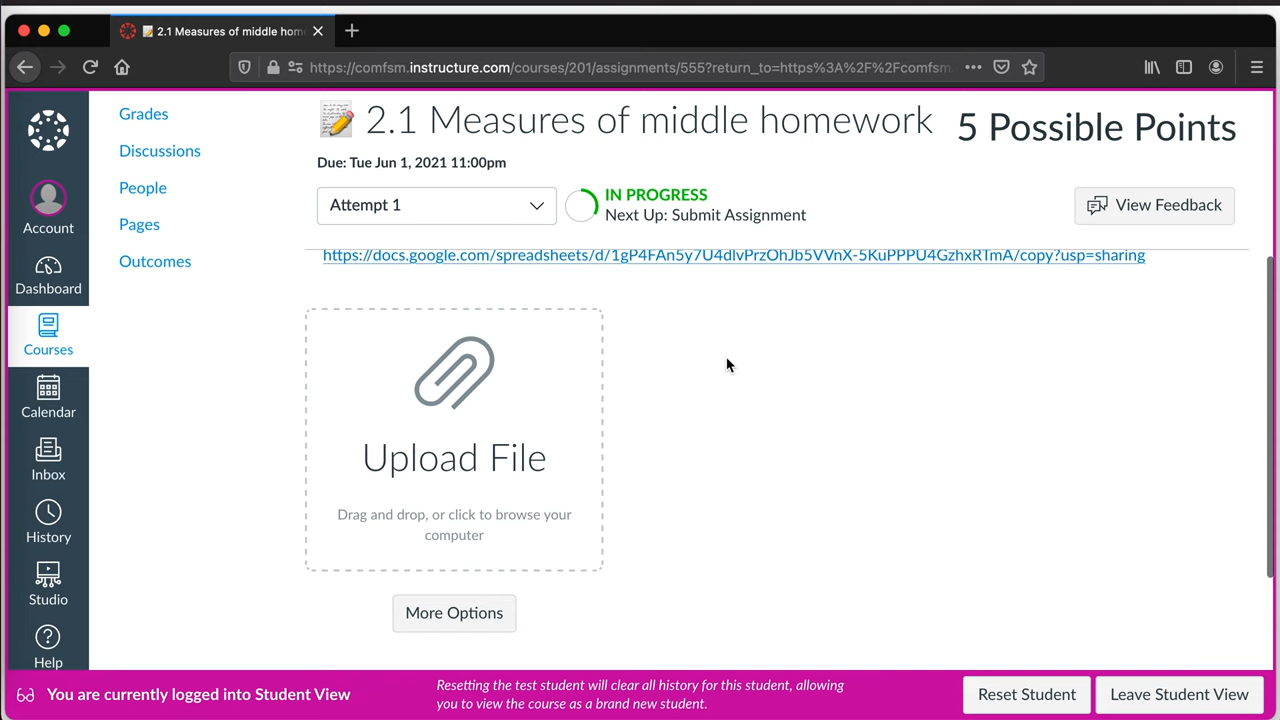 2.1 Measures of middle hom
https://comfsm.instructure.com/courses/201/assignments/555?return_to=https%3A%2F%2Fcomfsm.
Account
Dashboard
Courses
Calendar
Inbox
History
Studio
Help
Grades
Discussions
People
Pages
Outcomes
2.1 Measures of middle homework
5 Possible Points
Due: Tue Jun 1, 2021 11:00pm
Attempt 1
IN PROGRESS
Next Up: Submit Assignment
View Feedback
https://docs.google.com/spreadsheets/d/1gP4FAn5y7U4dlvPrzOhJb5VVnX-5KuPPPU4GzhxRTmA/copy?usp=sharing
Upload File
Drag and drop, or click to browse your
computer
More Options
You are currently logged into Student View
Resetting the test student will clear all history for this student, allowing
you to view the course as a brand new student.
Reset Student
Leave Student View